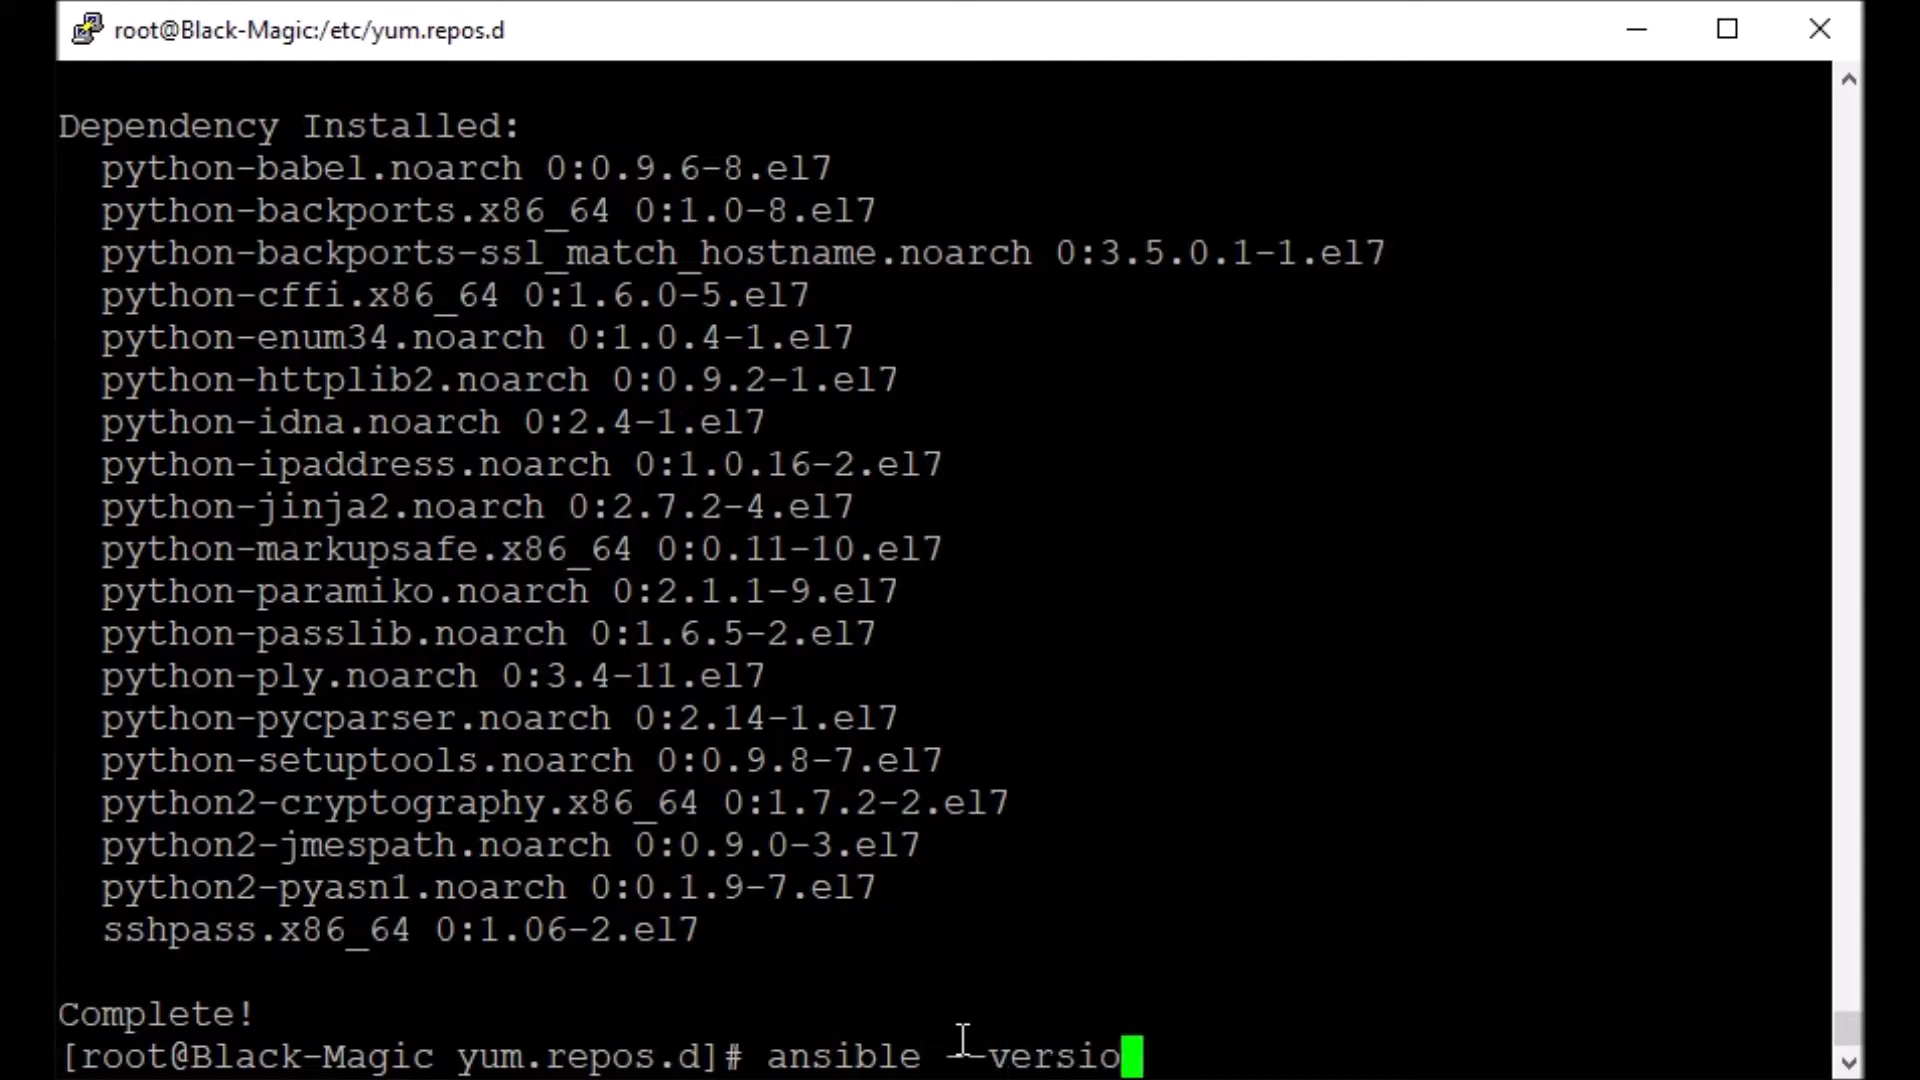 root@Black-Magic:/etc/yum.repos.d
Dependency Installed:
python-babel.noarch 0:0.9.6-8.el7
python-backports.x86_64 0:1.0-8.el7
python-backports-ssl_match_hostname.noarch 0:3.5.0.1-1.el7
python-cffi.x86_64 0:1.6.0-5.el7
python-enum34.noarch 0:1.0.4-1.el7
python-httplib2.noarch 0:0.9.2-1.el7
python-idna.noarch 0:2.4-1.el7
python-ipaddress.noarch 0:1.0.16-2.el7
python-jinja2.noarch 0:2.7.2-4.el7
python-markupsafe.x86_64 0:0.11-10.el7
python-paramiko.noarch 0:2.1.1-9.el7
python-passlib.noarch 0:1.6.5-2.el7
python-ply.noarch 0:3.4-11.el7
python-pycparser.noarch 0:2.14-1.el7
python-setuptools.noarch 0:0.9.8-7.el7
python2-cryptography.x86_64 0:1.7.2-2.el7
python2-jmespath.noarch 0:0.9.0-3.el7
python2-pyasn1.noarch 0:0.1.9-7.el7
sshpass.x86_64 0:1.06-2.el7
Complete!
[root@Black-Magic yum.repos.d]# ansible --versio